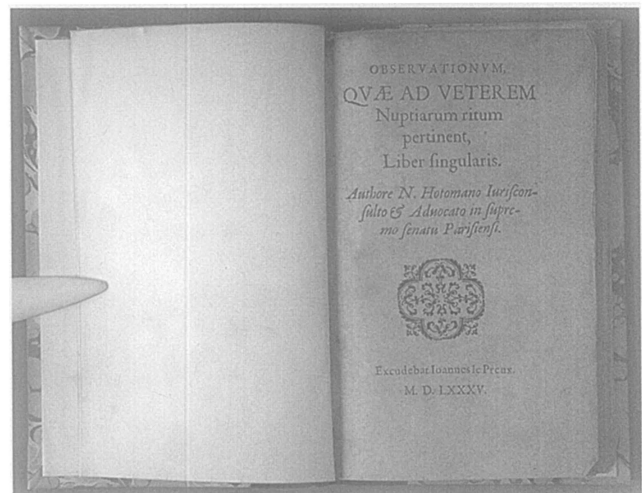 OBSERVATIONVM,
QVÆ AD VETEREM
Nuptiarum ritum
pertinent,
Liber ſingularis.
Authore N. Hotomano Iuriſcon-
ſulto & Aduocato in ſupre-
mo ſenatu Pariſienſi.
Excudebat Ioannes le Preux.
M. D. LXXXV.